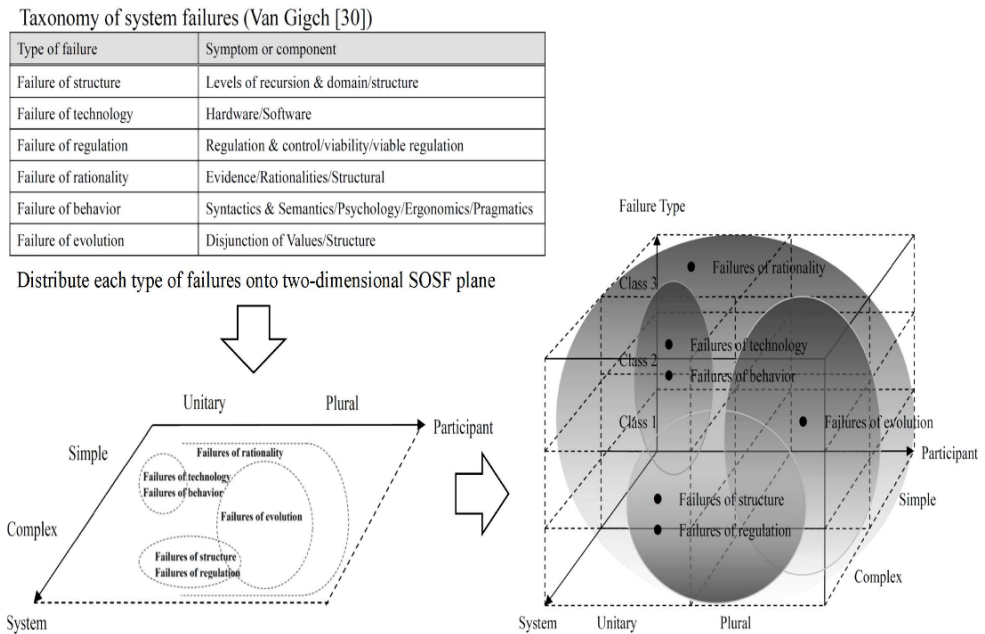 Taxonomy of system failures (Van Gigch [30])
Type of failure Symptom or component
Failure of structure Levels of recursion & domain/structure
Failure of technology Hardware/Software
Failure of regulation Regulation & control/viability/viable regulation
Failure of rationality Evidence/Rationalities/Structural
Failure of behavior Syntactics & Semantics/Psychology/Ergonomics/Pragmatics
Failure of evolution Disjunction of Values/Structure
Distribute each type of failures onto two-dimensional SOSF plane
Unitary Plural
Participant
Simple
Failures of rationality
Failures of technology
Failures of behavior
Failures of evolution
Complex
Failures of structure
Failures of regulation
System
Failure Type
Failures of rationality
Class 3
Failures of technology
Class 2
Failures of behavior
Class 1
Failures of evolution
Participant
Failures of structure
Simple
Failures of regulation
Complex
System Unitary Plural